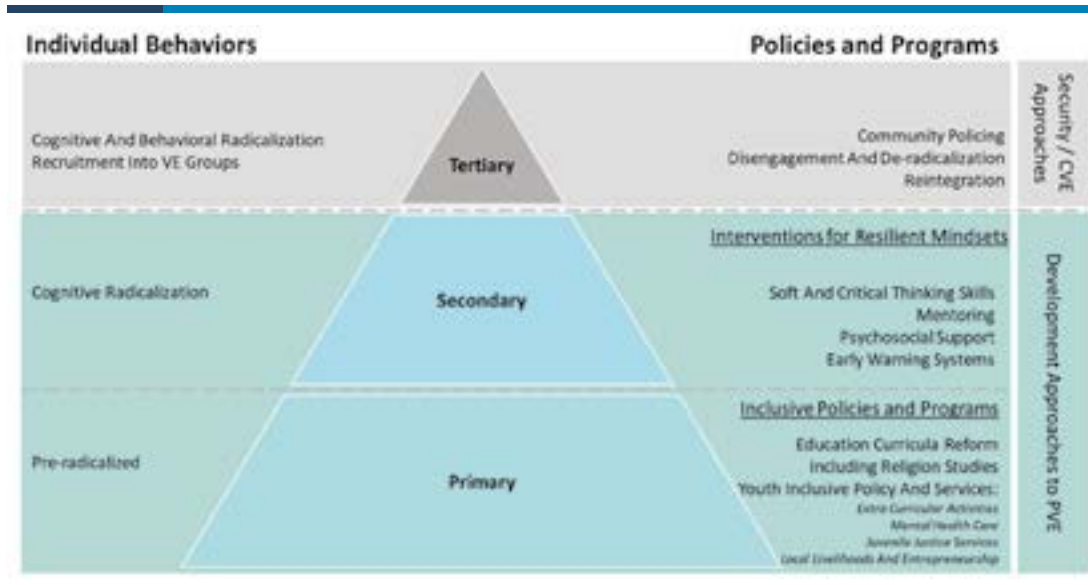 Individual Behaviors
Policies and Programs
Cognitive And Behavioral Radicalization
Recruitment Into VE Groups
Tertiary
Community Policing
Disengagement And De-radicalization
Reintegration
Security / CVE
Approaches
Cognitive Radicalization
Secondary
Interventions for Resilient Mindsets
Soft And Critical Thinking Skills
Mentoring
Psychosocial Support
Early Warning Systems
Pre-radicalized
Primary
Inclusive Policies and Programs
Education Curricula Reform
Including Religion Studies
Youth Inclusive Policy And Services:
Extra Curricular Activities
Mental Health Care
Juvenile Justice Services
Local Livelihoods And Entrepreneurship
Development Approaches to PVE